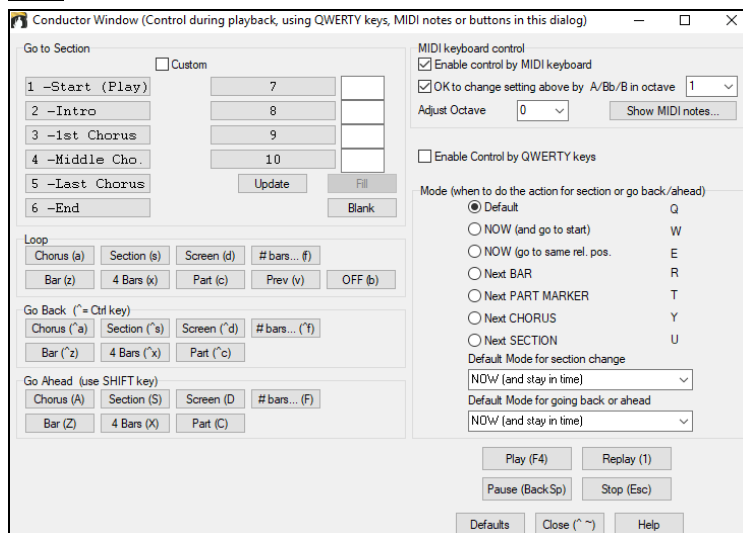 Conductor Window (Control during playback, using QWERTY keys, MIDI notes or buttons in this dialog)
Go to Section
Custom
1 -Start (Play) 7
2 -Intro 8
3 -1st Chorus 9
4 -Middle Cho. 10
5 -Last Chorus Update Fill
6 -End Blank
Loop
Chorus (a) Section (s) Screen (d) # bars... (f)
Bar (z) 4 Bars (x) Part (c) Prev (v) OFF (b)
Go Back (^= Ctrl key)
Chorus (^a) Section (^s) Screen (^d) # bars... (^f)
Bar (^z) 4 Bars (^x) Part (^c)
Go Ahead (use SHIFT key)
Chorus (A) Section (S) Screen (D # bars... (F)
Bar (Z) 4 Bars (X) Part (C)
MIDI keyboard control
Enable control by MIDI keyboard
OK to change setting above by A/Bb/B in octave 1
Adjust Octave 0 Show MIDI notes...
Enable Control by QWERTY keys
Mode (when to do the action for section or go back/ahead)
Default Q
NOW (and go to start) W
NOW (go to same rel. pos. E
Next BAR R
Next PART MARKER T
Next CHORUS Y
Next SECTION U
Default Mode for section change
NOW (and stay in time)
Default Mode for going back or ahead
NOW (and stay in time)
Play (F4) Replay (1)
Pause (BackSp) Stop (Esc)
Defaults Close (^ ~) Help